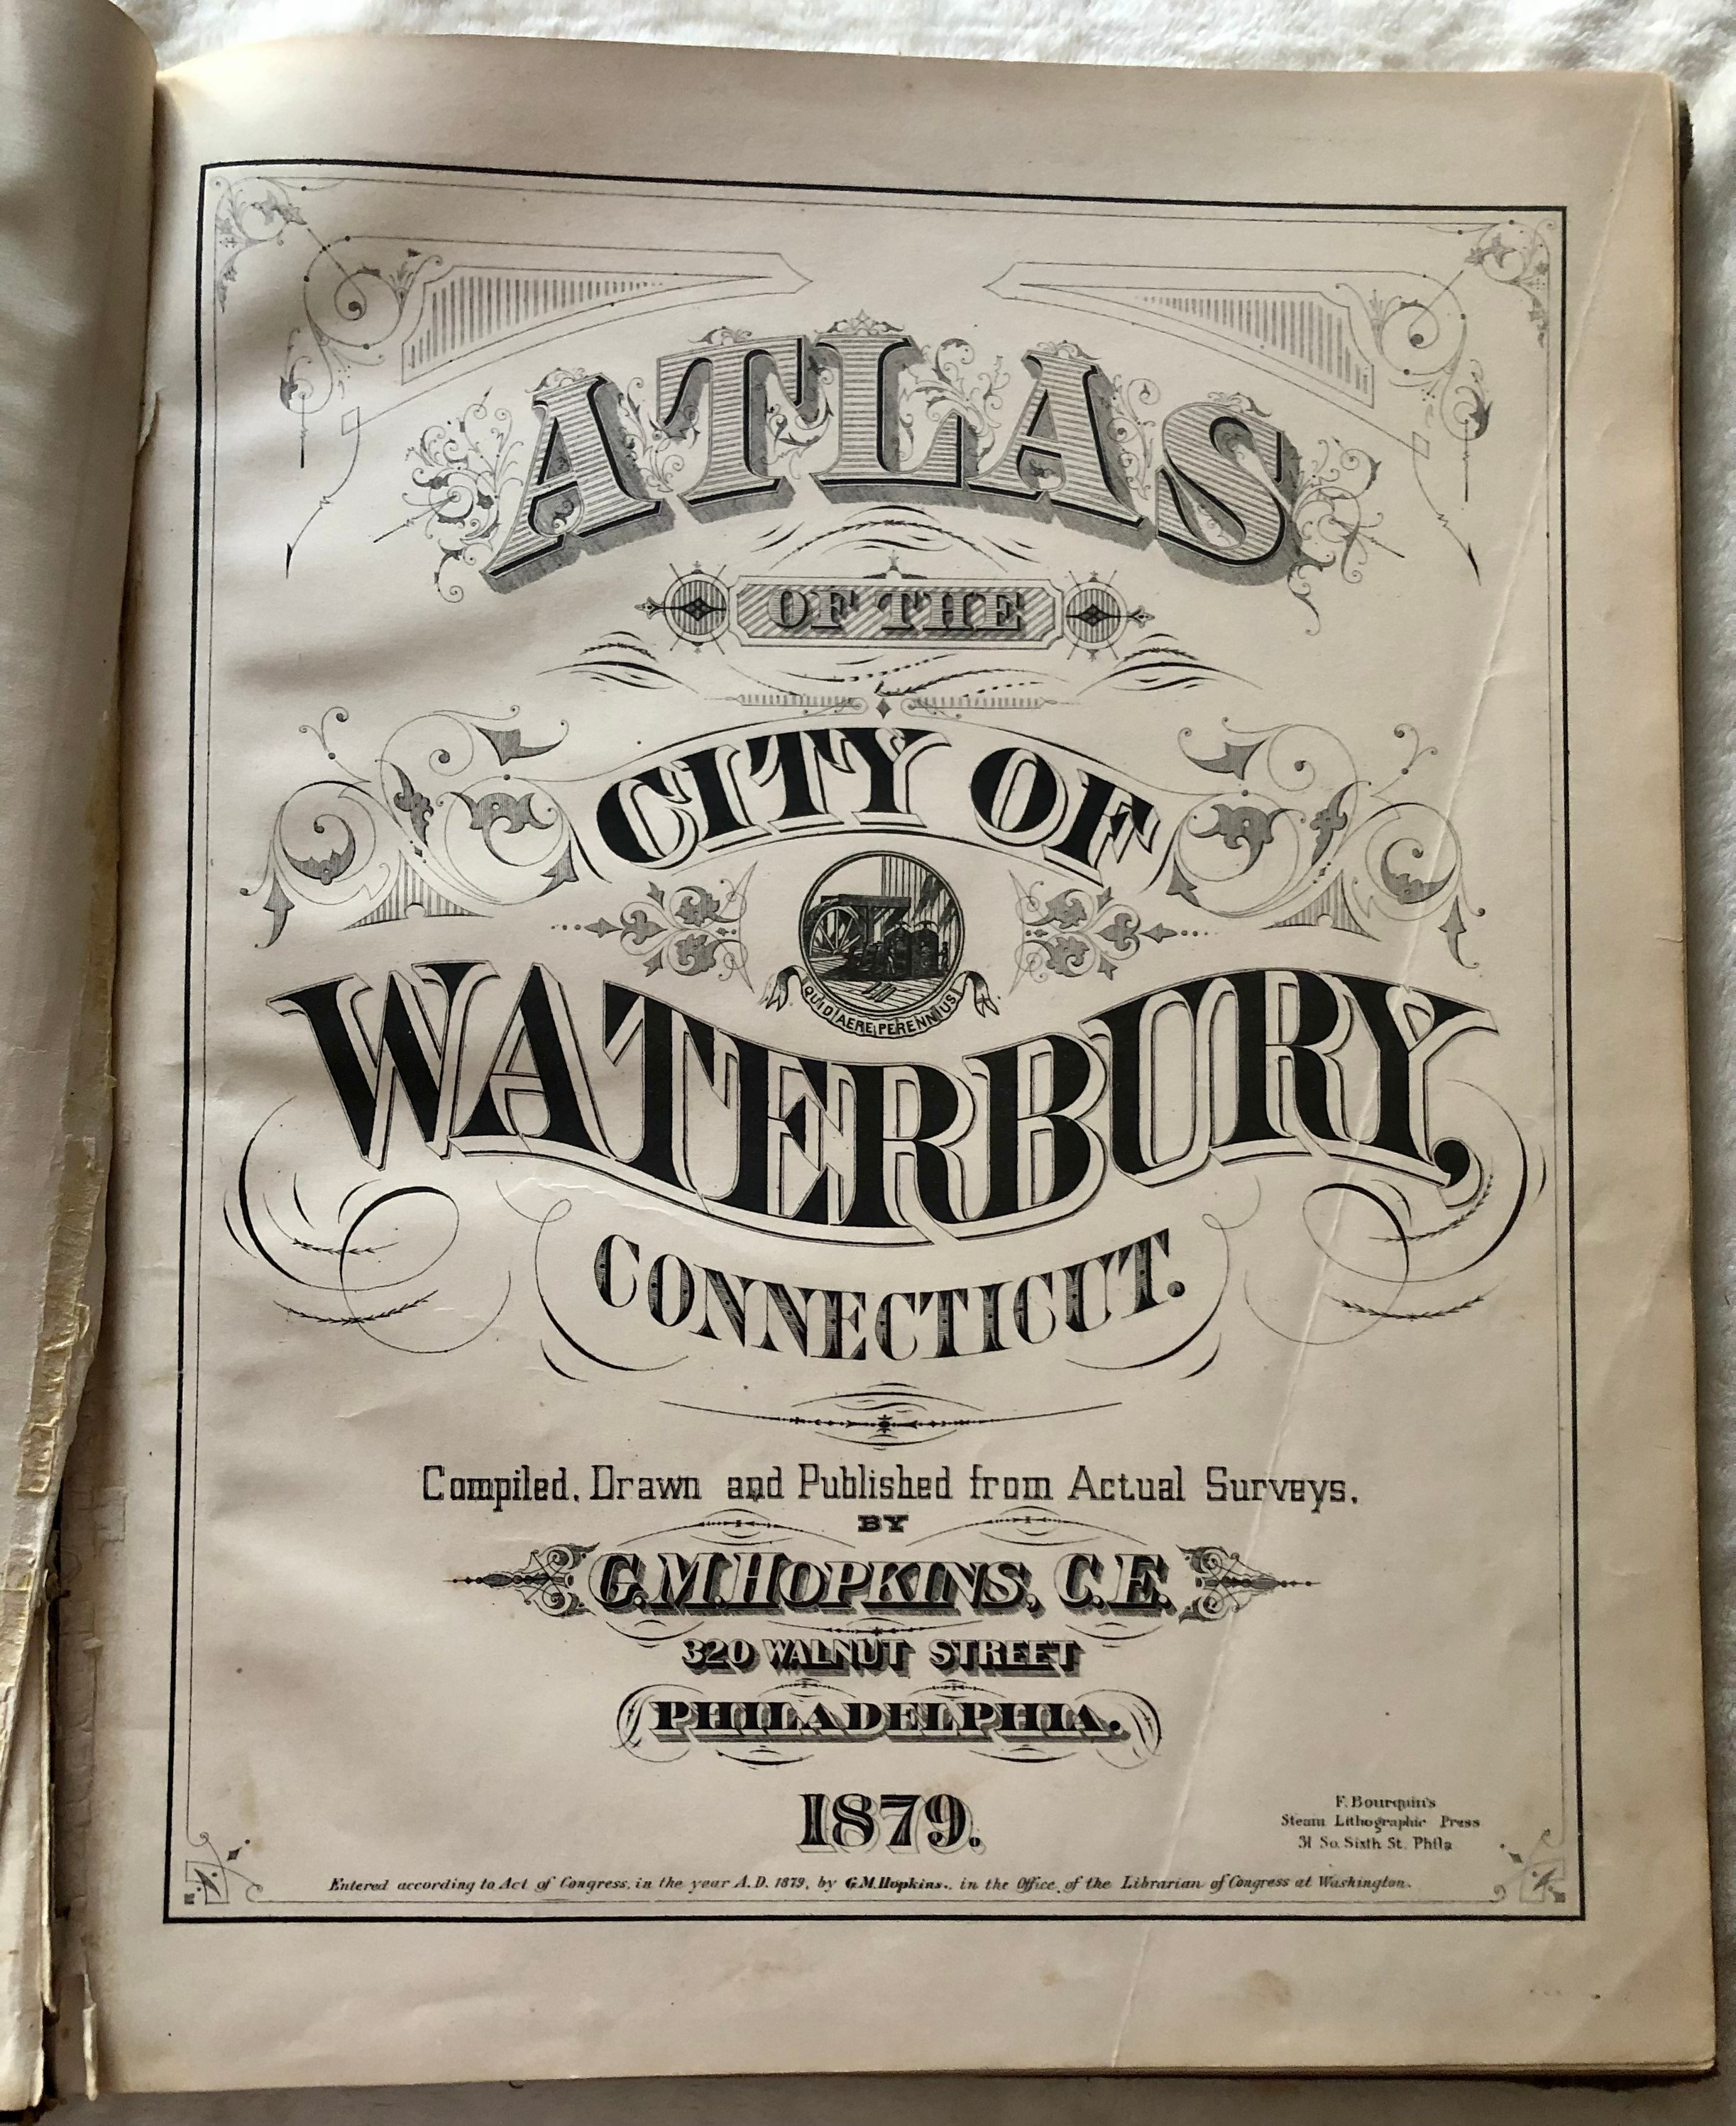 ATLAS
OF THE
CITY OF
QUID AERE PERENNIUS
WATERBURY,
CONNECTICUT.
Compiled, Drawn and Published from Actual Surveys,
BY
G.M. HOPKINS, C.E.
320 WALNUT STREET
PHILADELPHIA.
1879.
F. Bourquin's
Steam Lithographic Press
31 So. Sixth St. Phila
Entered according to Act of Congress, in the year A.D. 1879, by G.M. Hopkins., in the Office of the Librarian of Congress at Washington.